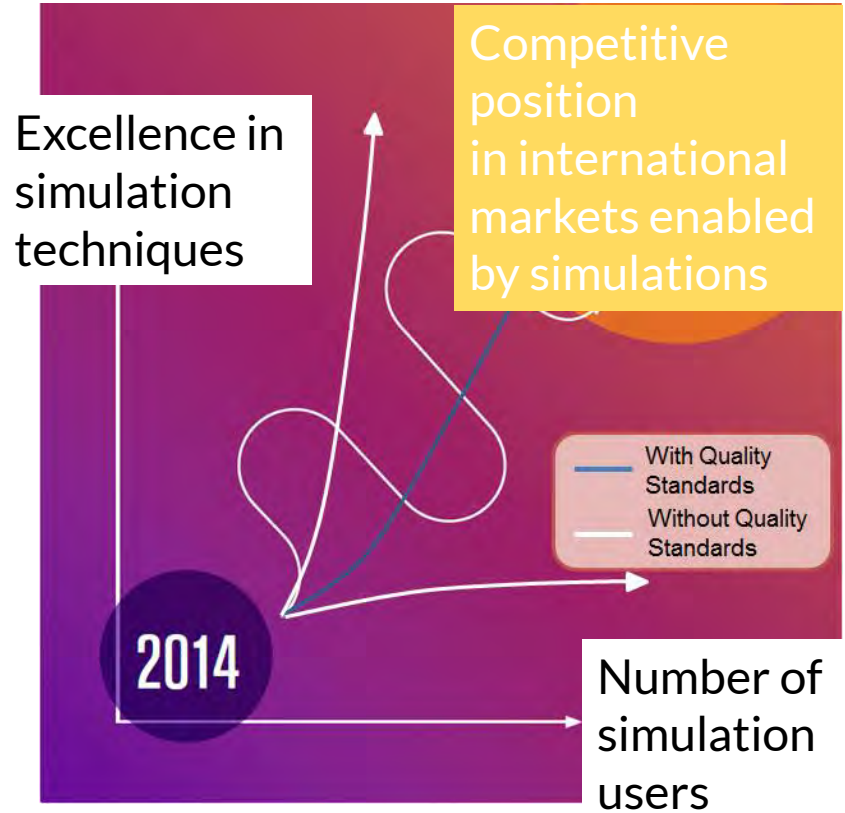 Competitive
position
in international
markets enabled
by simulations
Excellence in
simulation
techniques
With Quality
Standards
Without Quality
Standards
2014
Number of
simulation
users